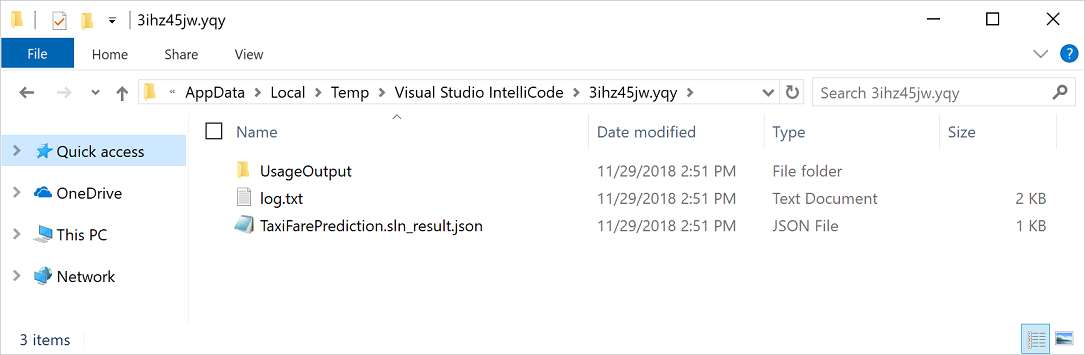 3ihz45jw.yqy
File Home Share View
« AppData Local Temp Visual Studio IntelliCode 3ihz45jw.yqy Search 3ihz45jw.yqy
Name Date modified Type Size
Quick access
OneDrive
This PC
Network
UsageOutput 11/29/2018 2:51 PM File folder
log.txt 11/29/2018 2:51 PM Text Document 2 KB
TaxiFarePrediction.sln_result.json 11/29/2018 2:51 PM JSON File 1 KB
3 items